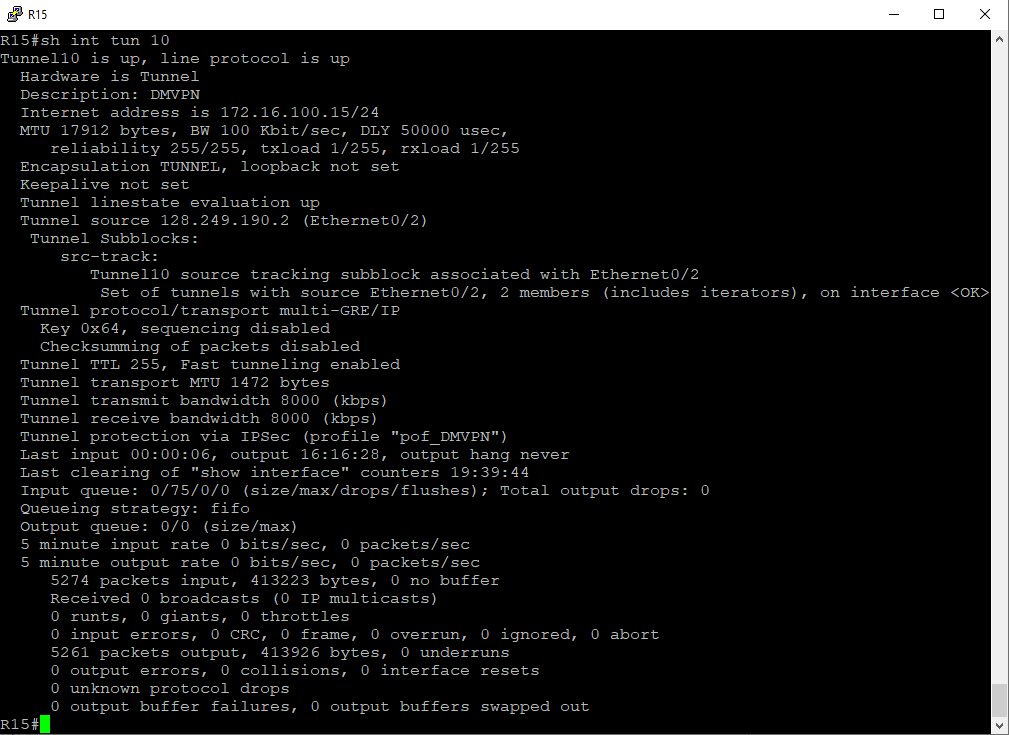 R15
R15#sh int tun 10
Tunnel10 is up, line protocol is up
  Hardware is Tunnel
  Description: DMVPN
  Internet address is 172.16.100.15/24
  MTU 17912 bytes, BW 100 Kbit/sec, DLY 50000 usec,
     reliability 255/255, txload 1/255, rxload 1/255
  Encapsulation TUNNEL, loopback not set
  Keepalive not set
  Tunnel linestate evaluation up
  Tunnel source 128.249.190.2 (Ethernet0/2)
   Tunnel Subblocks:
      src-track:
         Tunnel10 source tracking subblock associated with Ethernet0/2
          Set of tunnels with source Ethernet0/2, 2 members (includes iterators), on interface <OK>
  Tunnel protocol/transport multi-GRE/IP
    Key 0x64, sequencing disabled
    Checksumming of packets disabled
  Tunnel TTL 255, Fast tunneling enabled
  Tunnel transport MTU 1472 bytes
  Tunnel transmit bandwidth 8000 (kbps)
  Tunnel receive bandwidth 8000 (kbps)
  Tunnel protection via IPSec (profile "pof_DMVPN")
  Last input 00:00:06, output 16:16:28, output hang never
  Last clearing of "show interface" counters 19:39:44
  Input queue: 0/75/0/0 (size/max/drops/flushes); Total output drops: 0
  Queueing strategy: fifo
  Output queue: 0/0 (size/max)
  5 minute input rate 0 bits/sec, 0 packets/sec
  5 minute output rate 0 bits/sec, 0 packets/sec
     5274 packets input, 413223 bytes, 0 no buffer
     Received 0 broadcasts (0 IP multicasts)
     0 runts, 0 giants, 0 throttles
     0 input errors, 0 CRC, 0 frame, 0 overrun, 0 ignored, 0 abort
     5261 packets output, 413926 bytes, 0 underruns
     0 output errors, 0 collisions, 0 interface resets
     0 unknown protocol drops
     0 output buffer failures, 0 output buffers swapped out
R15#